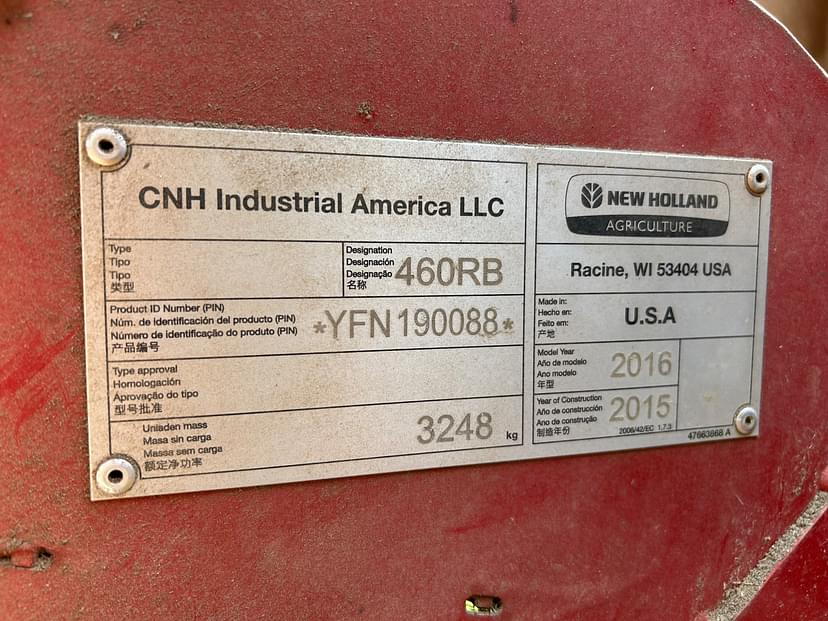 CNH Industrial America LLC
Type
Tipo
Tipo
类型
Designation
Designación
Designação
名称
460RB
Product ID Number (PIN)
Núm. de identificación del producto (PIN)
Número de identificação do produto (PIN)
产品编号
*YFN190088*
Type approval
Homologación
Aprovação do tipo
型号批准
Unladen mass
Masa sin carga
Massa sem carga
额定净功率
3248 kg
NEW HOLLAND
AGRICULTURE
Racine, WI 53404 USA
Made in:
Hecho en:
Feito em:
产地
U.S.A
Model Year
Año de modelo
Ano modelo
年型
2016
Year of Construction
Año de construcción
Ano de construção
制造年份
2015
2006/42/EC 1.7.3
47663868 A